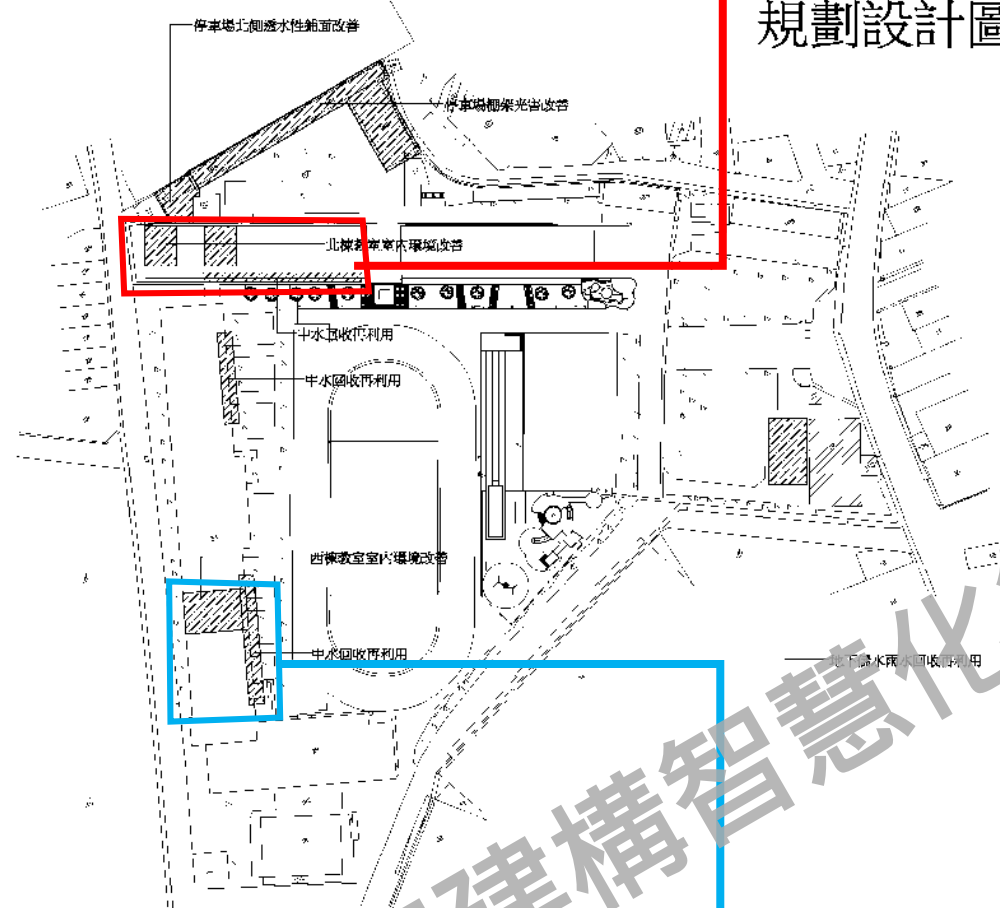 規劃設計圖
停車場北側透水性鋪面改善
停車場棚架光害改善
北棟教室室內環境改善
中水回收再利用
中水回收再利用
西棟教室室內環境改善
中水回收再利用
地下儲水雨水回收再利用
建構智慧化